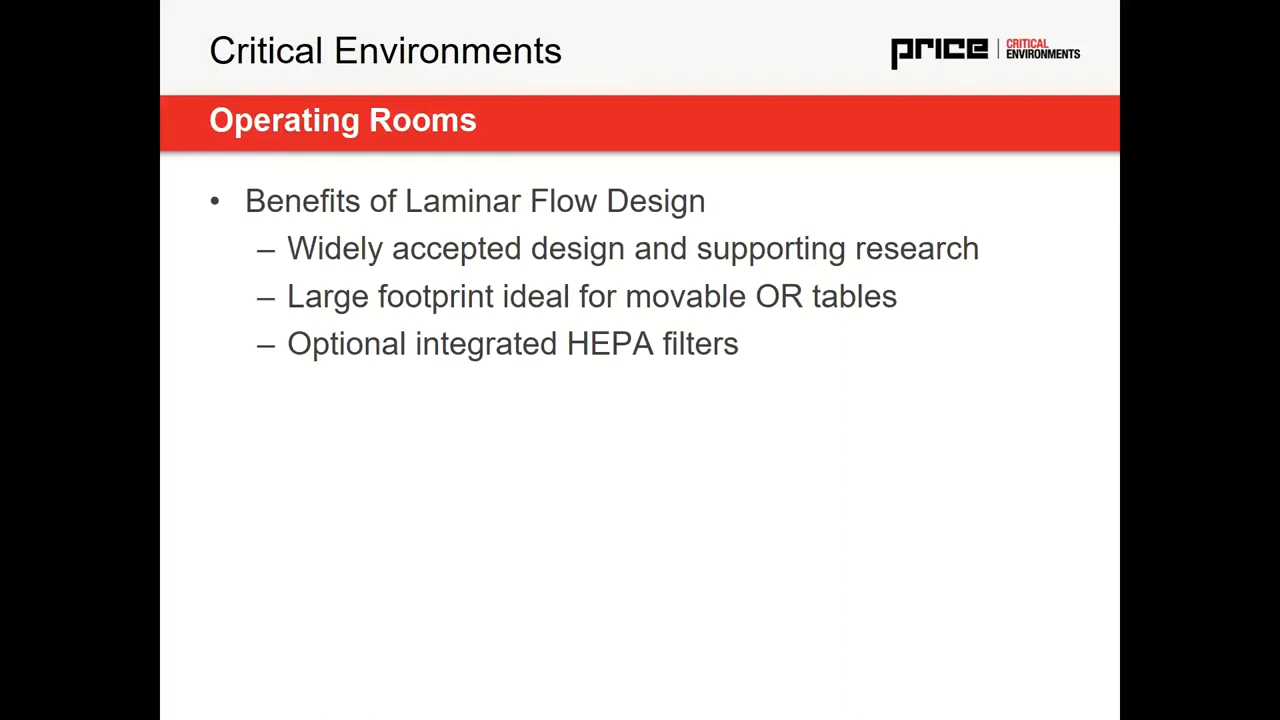 Critical Environments
price | CRITICAL
ENVIRONMENTS
Operating Rooms
• Benefits of Laminar Flow Design
– Widely accepted design and supporting research
– Large footprint ideal for movable OR tables
– Optional integrated HEPA filters